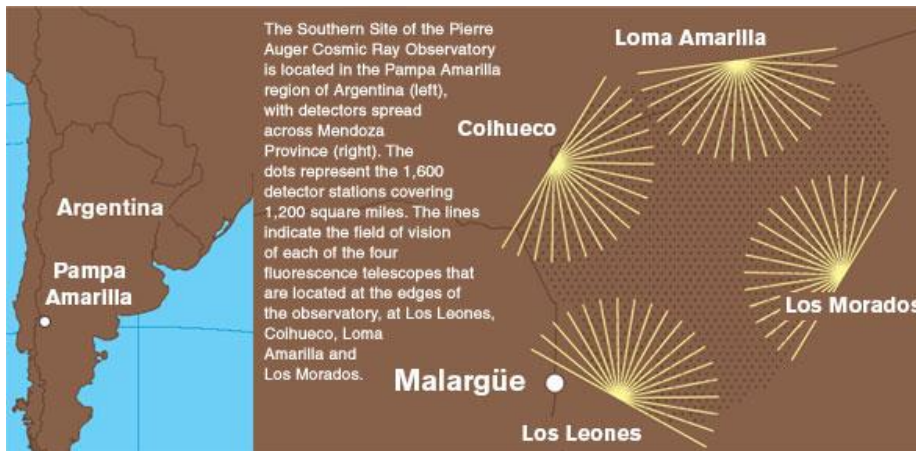 The Southern Site of the Pierre
Auger Cosmic Ray Observatory
is located in the Pampa Amarilla
region of Argentina (left),
with detectors spread
across Mendoza
Province (right). The
dots represent the 1,600
detector stations covering
1,200 square miles. The lines
indicate the field of vision
of each of the four
fluorescence telescopes that
are located at the edges of
the observatory, at Los Leones,
Coihueco, Loma
Amarilla and
Los Morados.
Argentina
Pampa
Amarilla
Loma Amarilla
Coihueco
Los Morados
Malargüe
Los Leones